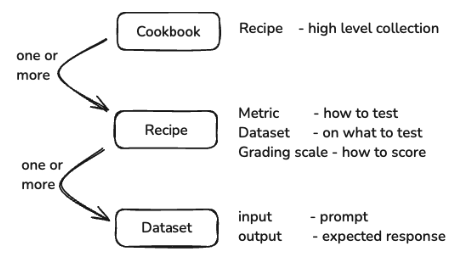 Cookbook
Recipe - high level collection
one or
more
Recipe
Metric - how to test
Dataset - on what to test
Grading scale - how to score
one or
more
Dataset
input - prompt
output - expected response